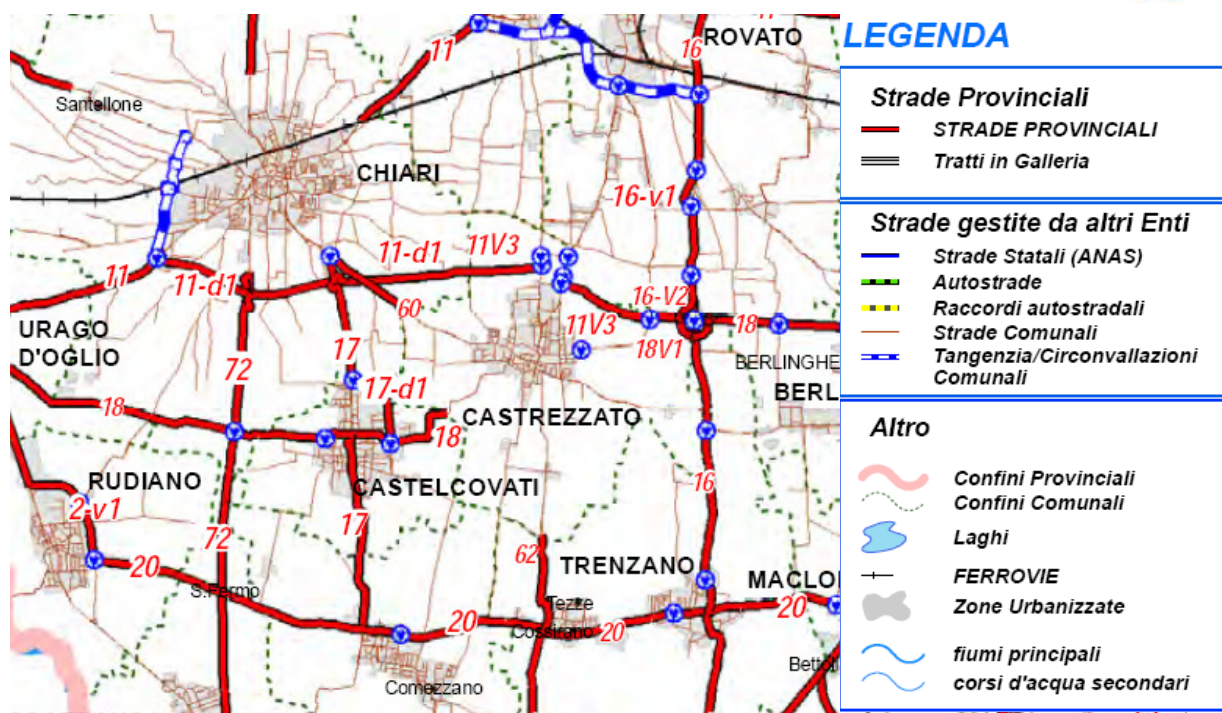 11
16
ROVATO
Santellone
CHIARI
16-v1
11-d1
11V3
11
11-d1
60
16-V2
18
11V3
18V1
URAGO
D'OGLIO
17
72
BERLINGHE
17-d1
BERL
18
CASTREZZATO
18
RUDIANO
CASTELCOVATI
16
2-v1
17
72
62
20
TRENZANO
MACLO
S.Fermo
Tezze
20
20
Cossirano
20
Comezzano
Bettol
LEGENDA
Strade Provinciali
STRADE PROVINCIALI
Tratti in Galleria
Strade gestite da altri Enti
Strade Statali (ANAS)
Autostrade
Raccordi autostradali
Strade Comunali
Tangenzia/Circonvallazioni
Comunali
Altro
Confini Provinciali
Confini Comunali
Laghi
FERROVIE
Zone Urbanizzate
fiumi principali
corsi d'acqua secondari